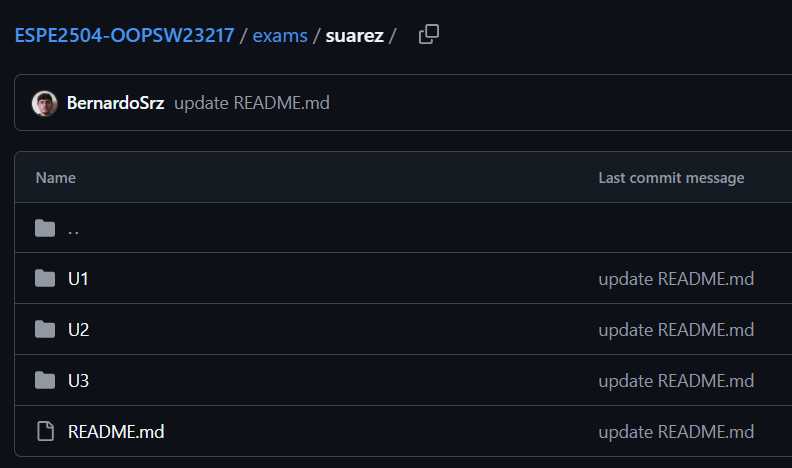 ESPE2504-OOPSW23217 / exams / suarez /
BernardoSrz update README.md
Name Last commit message
..
U1 update README.md
U2 update README.md
U3 update README.md
README.md update README.md